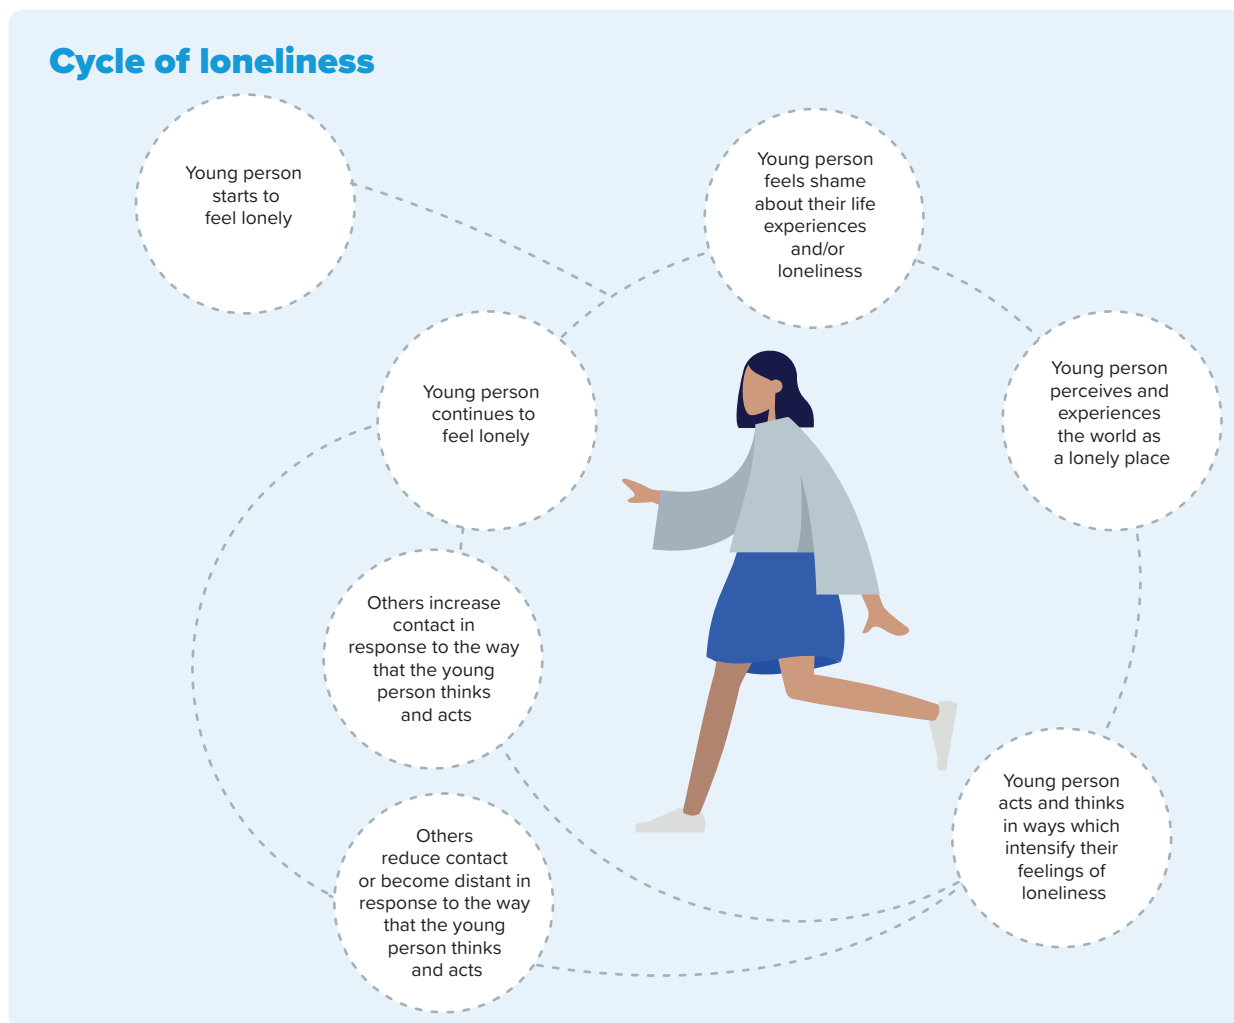 Cycle of loneliness
Young person
starts to
feel lonely
Young person
feels shame
about their life
experiences
and/or
loneliness
Young person
perceives and
experiences
the world as
a lonely place
Young person
acts and thinks
in ways which
intensify their
feelings of
loneliness
Others
reduce contact
or become distant in
response to the way
that the young
person thinks
and acts
Others increase
contact in
response to the way
that the young
person thinks
and acts
Young person
continues to
feel lonely